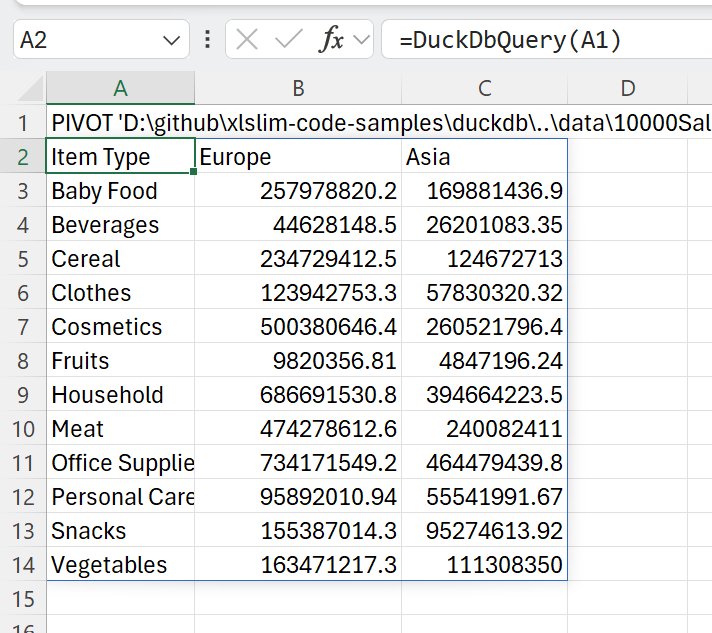 A2 fx =DuckDbQuery(A1)
A B C D
1 PIVOT 'D:\github\xlslim-code-samples\duckdb\..\data\10000Sal
2 Item Type Europe Asia
3 Baby Food 257978820.2 169881436.9
4 Beverages 44628148.5 26201083.35
5 Cereal 234729412.5 124672713
6 Clothes 123942753.3 57830320.32
7 Cosmetics 500380646.4 260521796.4
8 Fruits 9820356.81 4847196.24
9 Household 686691530.8 394664223.5
10 Meat 474278612.6 240082411
11 Office Supplie 734171549.2 464479439.8
12 Personal Care 95892010.94 55541991.67
13 Snacks 155387014.3 95274613.92
14 Vegetables 163471217.3 111308350
15
16